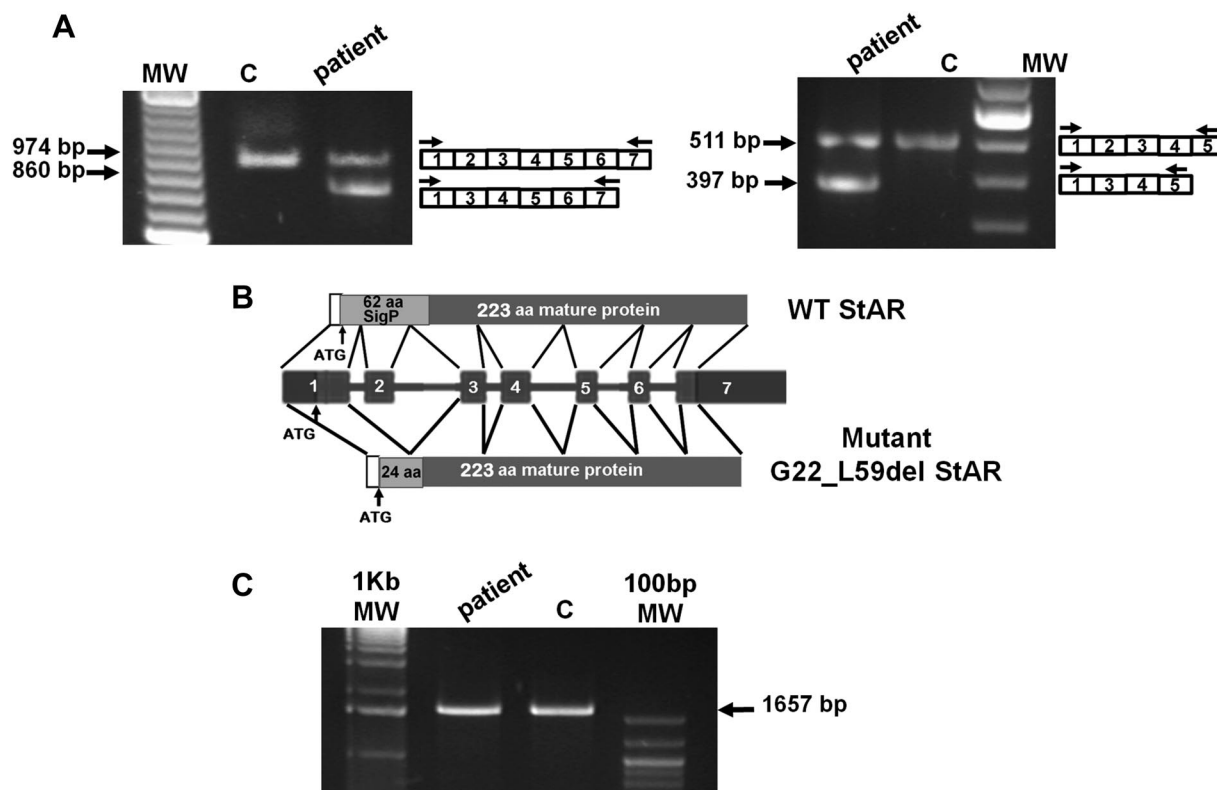 A
MW C patient
974 bp
860 bp
1 2 3 4 5 6 7
1 3 4 5 6 7
patient C MW
511 bp
397 bp
1 2 3 4 5
1 3 4 5
B
62 aa
SigP
223 aa mature protein
WT StAR
ATG
1 2 3 4 5 6 7
ATG
Mutant
G22_L59del StAR
24 aa
223 aa mature protein
ATG
C
1Kb
MW
patient
C
100bp
MW
1657 bp